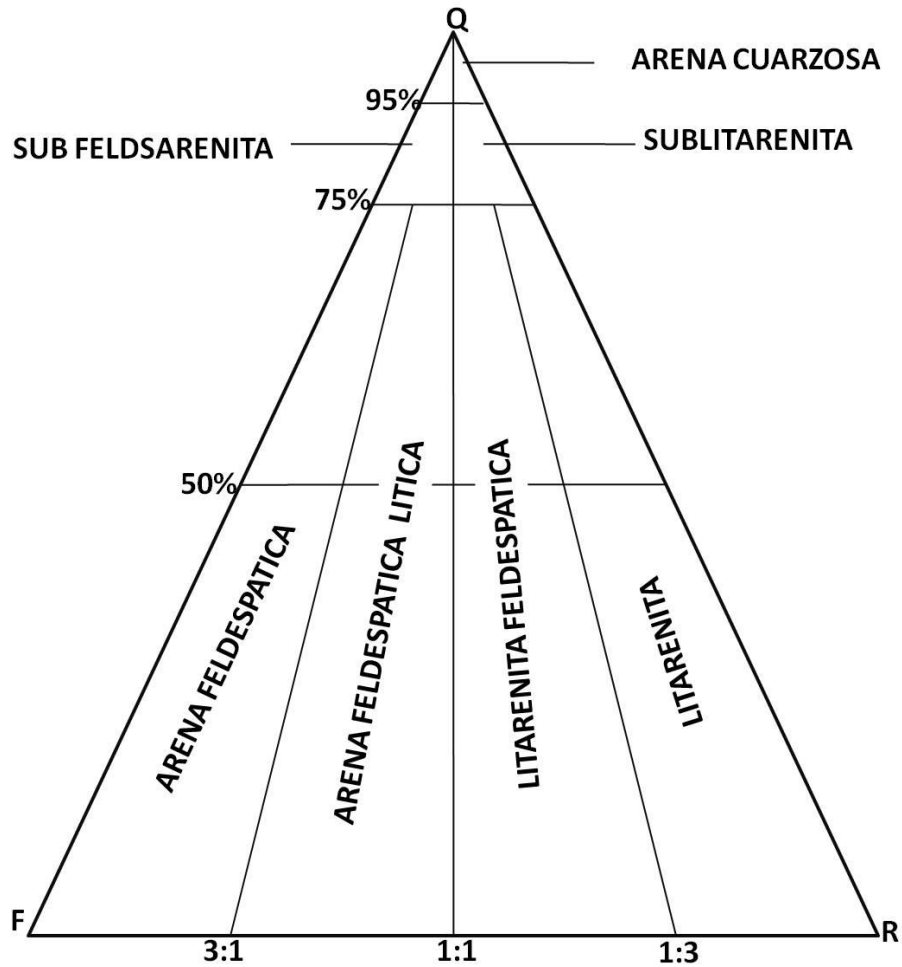 Q
ARENA CUARZOSA
95%
SUB FELDSARENITA
SUBLITARENITA
75%
50%
ARENA FELDESPATICA
ARENA FELDESPATICA LITICA
LITARENITA FELDESPATICA
LITARENITA
F
R
3:1
1:1
1:3